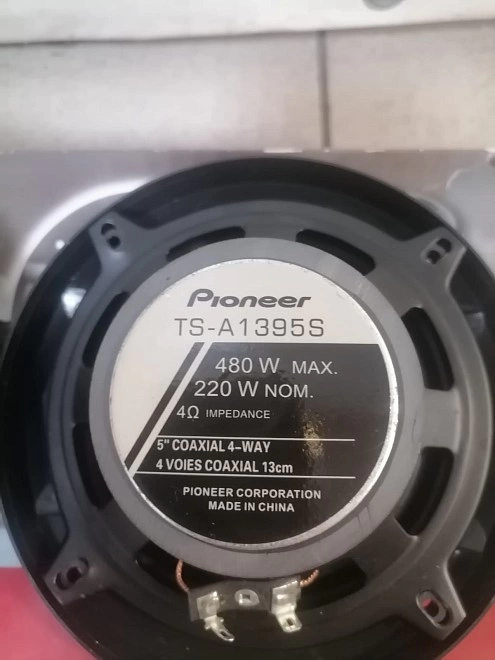 Pioneer
TS-A1395S
480 W MAX.
220 W NOM.
4Ω IMPEDANCE
5" COAXIAL 4-WAY
4 VOIES COAXIAL 13cm
PIONEER CORPORATION
MADE IN CHINA